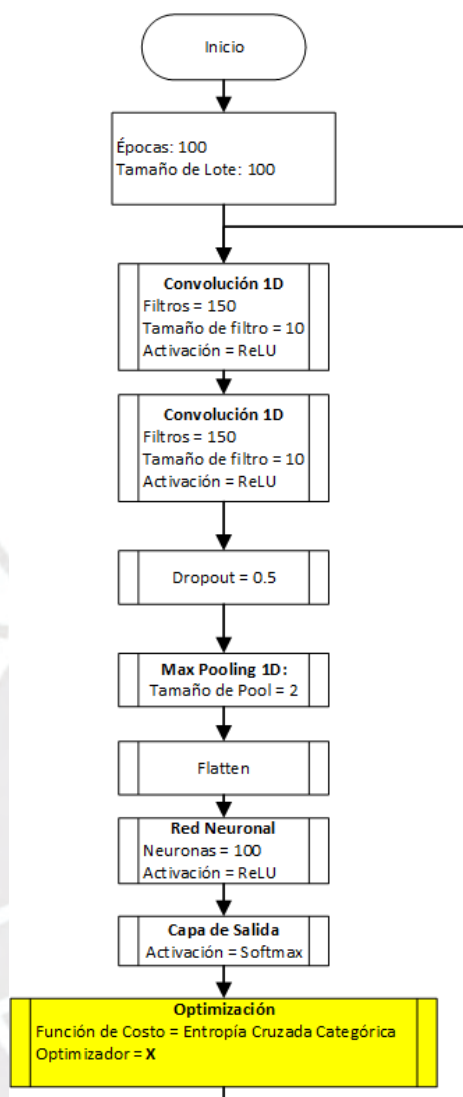 Inicio
Épocas: 100
Tamaño de Lote: 100
Convolución 1D
Filtros = 150
Tamaño de filtro = 10
Activación = ReLU
Convolución 1D
Filtros = 150
Tamaño de filtro = 10
Activación = ReLU
Dropout = 0.5
Max Pooling 1D:
Tamaño de Pool = 2
Flatten
Red Neuronal
Neuronas = 100
Activación = ReLU
Capa de Salida
Activación = Softmax
Optimización
Función de Costo = Entropía Cruzada Categórica
Optimizador = X